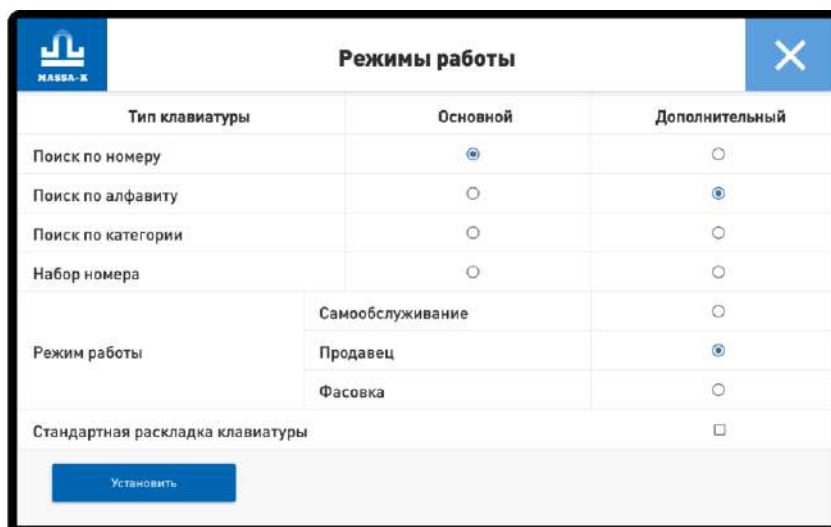 MASSA-K
Режимы работы
Тип клавиатуры Основной Дополнительный
Поиск по номеру
Поиск по алфавиту
Поиск по категории
Набор номера
Самообслуживание
Режим работы Продавец
Фасовка
Стандартная раскладка клавиатуры
Установить